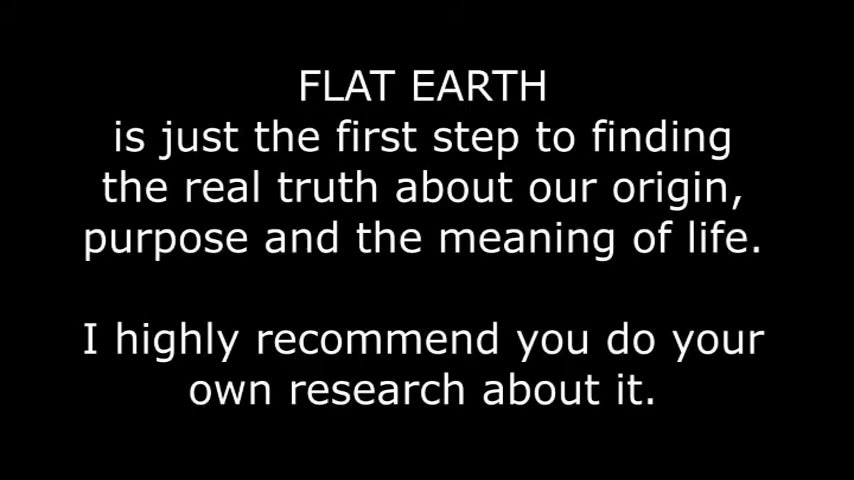 FLAT EARTH
is just the first step to finding
the real truth about our origin,
purpose and the meaning of life.
I highly recommend you do your
own research about it.